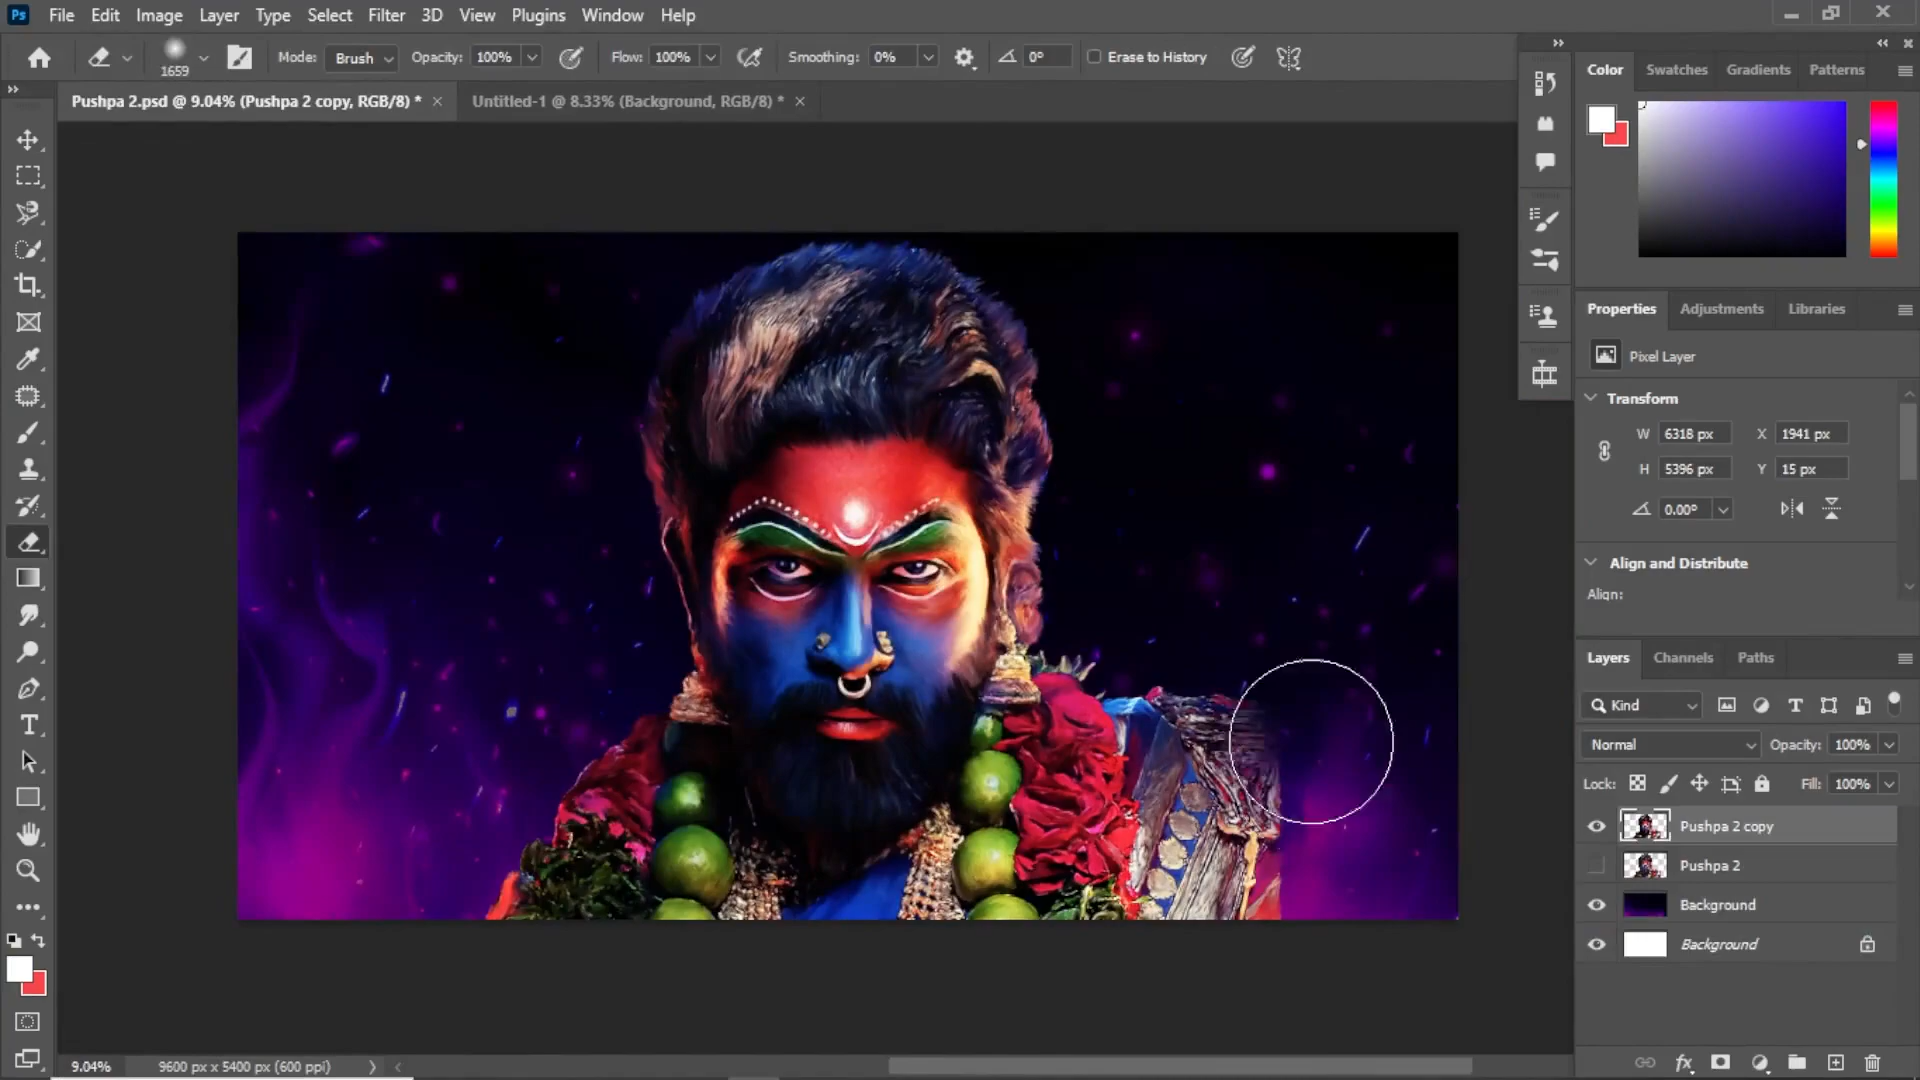 Ps File Edit Image Layer Type Select Filter 3D View Plugins Window Help
1659 Mode: Brush Opacity: 100% Flow: 100% Smoothing: 0% 0° Erase to History
Pushpa 2.psd @ 9.04% (Pushpa 2 copy, RGB/8) * × Untitled-1 @ 8.33% (Background, RGB/8) * ×
Color Swatches Gradients Patterns
Properties Adjustments Libraries
Pixel Layer
Transform
W 6318 px X 1941 px
H 5396 px Y 15 px
0.00°
Align and Distribute
Align:
Layers Channels Paths
Kind
Normal Opacity: 100%
Lock: Fill: 100%
Pushpa 2 copy
Pushpa 2
Background
Background
9.04% 9600 px x 5400 px (600 ppi)